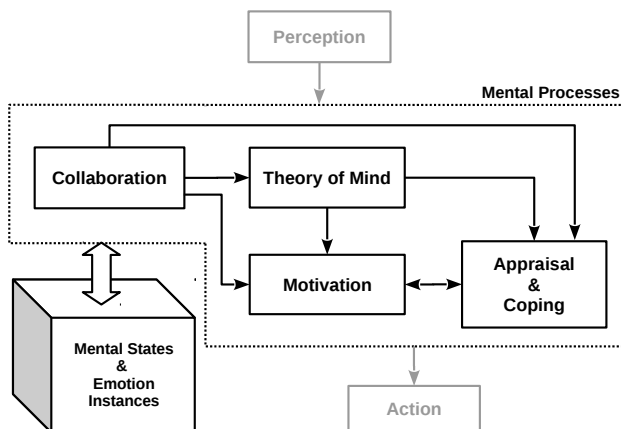 Perception
Mental Processes
Collaboration
Theory of Mind
Motivation
Appraisal
&
Coping
Mental States
&
Emotion
Instances
Action